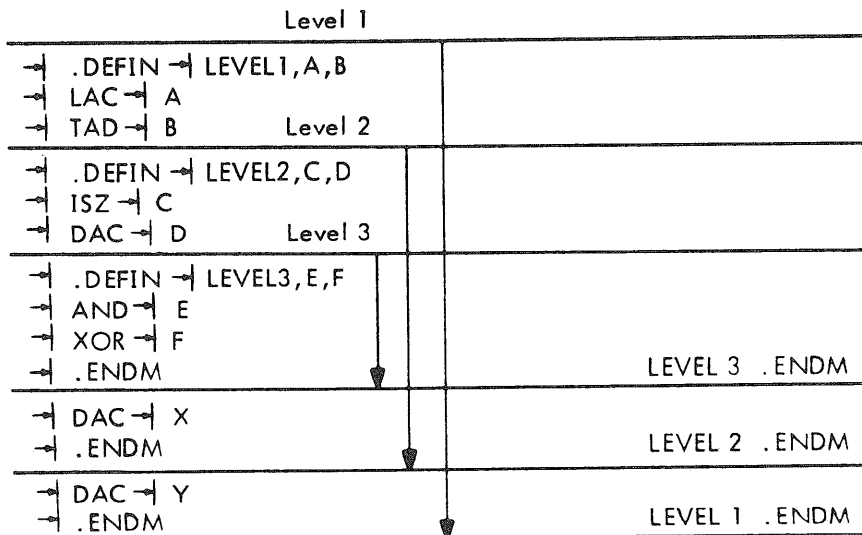 Level 1
→| .DEFIN →| LEVEL1,A,B
→| LAC →| A
→| TAD →| B Level 2
→| .DEFIN →| LEVEL2,C,D
→| ISZ →| C
→| DAC →| D Level 3
→| .DEFIN →| LEVEL3,E,F
→| AND →| E
→| XOR →| F
→| .ENDM LEVEL 3 .ENDM
→| DAC →| X
→| .ENDM LEVEL 2 .ENDM
→| DAC →| Y
→| .ENDM LEVEL 1 .ENDM